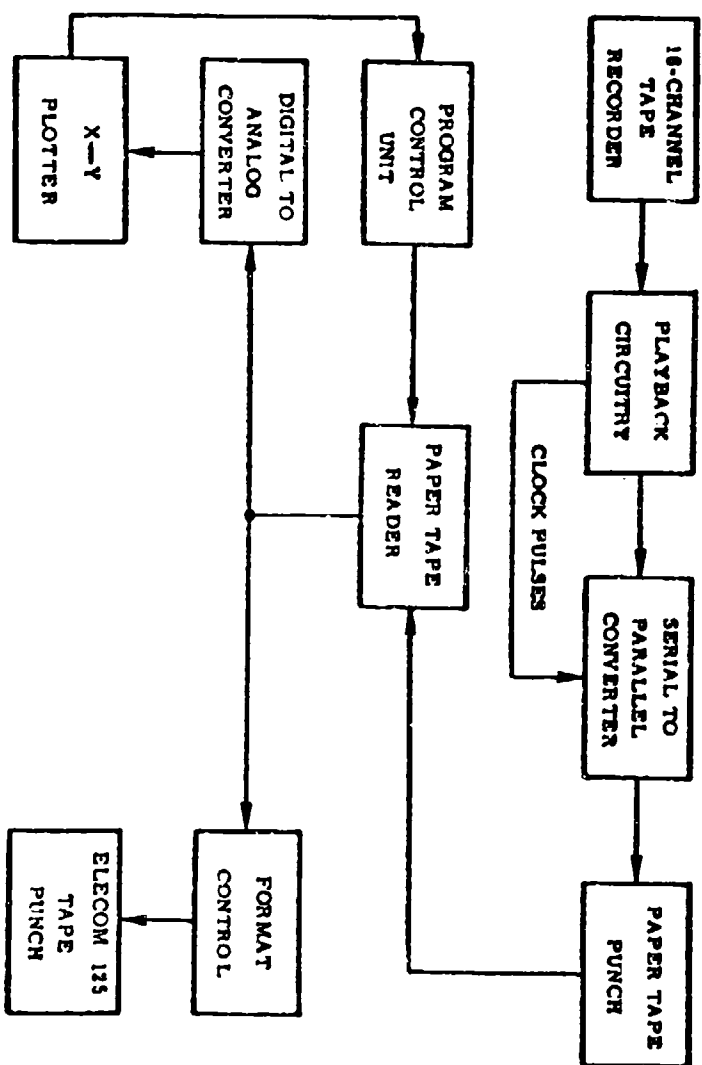 16-CHANNEL
TAPE
RECORDER
PLAYBACK
CIRCUITRY
CLOCK PULSES
SERIAL TO
PARALLEL
CONVERTER
PAPER TAPE
PUNCH
PROGRAM
CONTROL
UNIT
PAPER TAPE
READER
DIGITAL TO
ANALOG
CONVERTER
FORMAT
CONTROL
X—Y
PLOTTER
ELECOM 125
TAPE
PUNCH